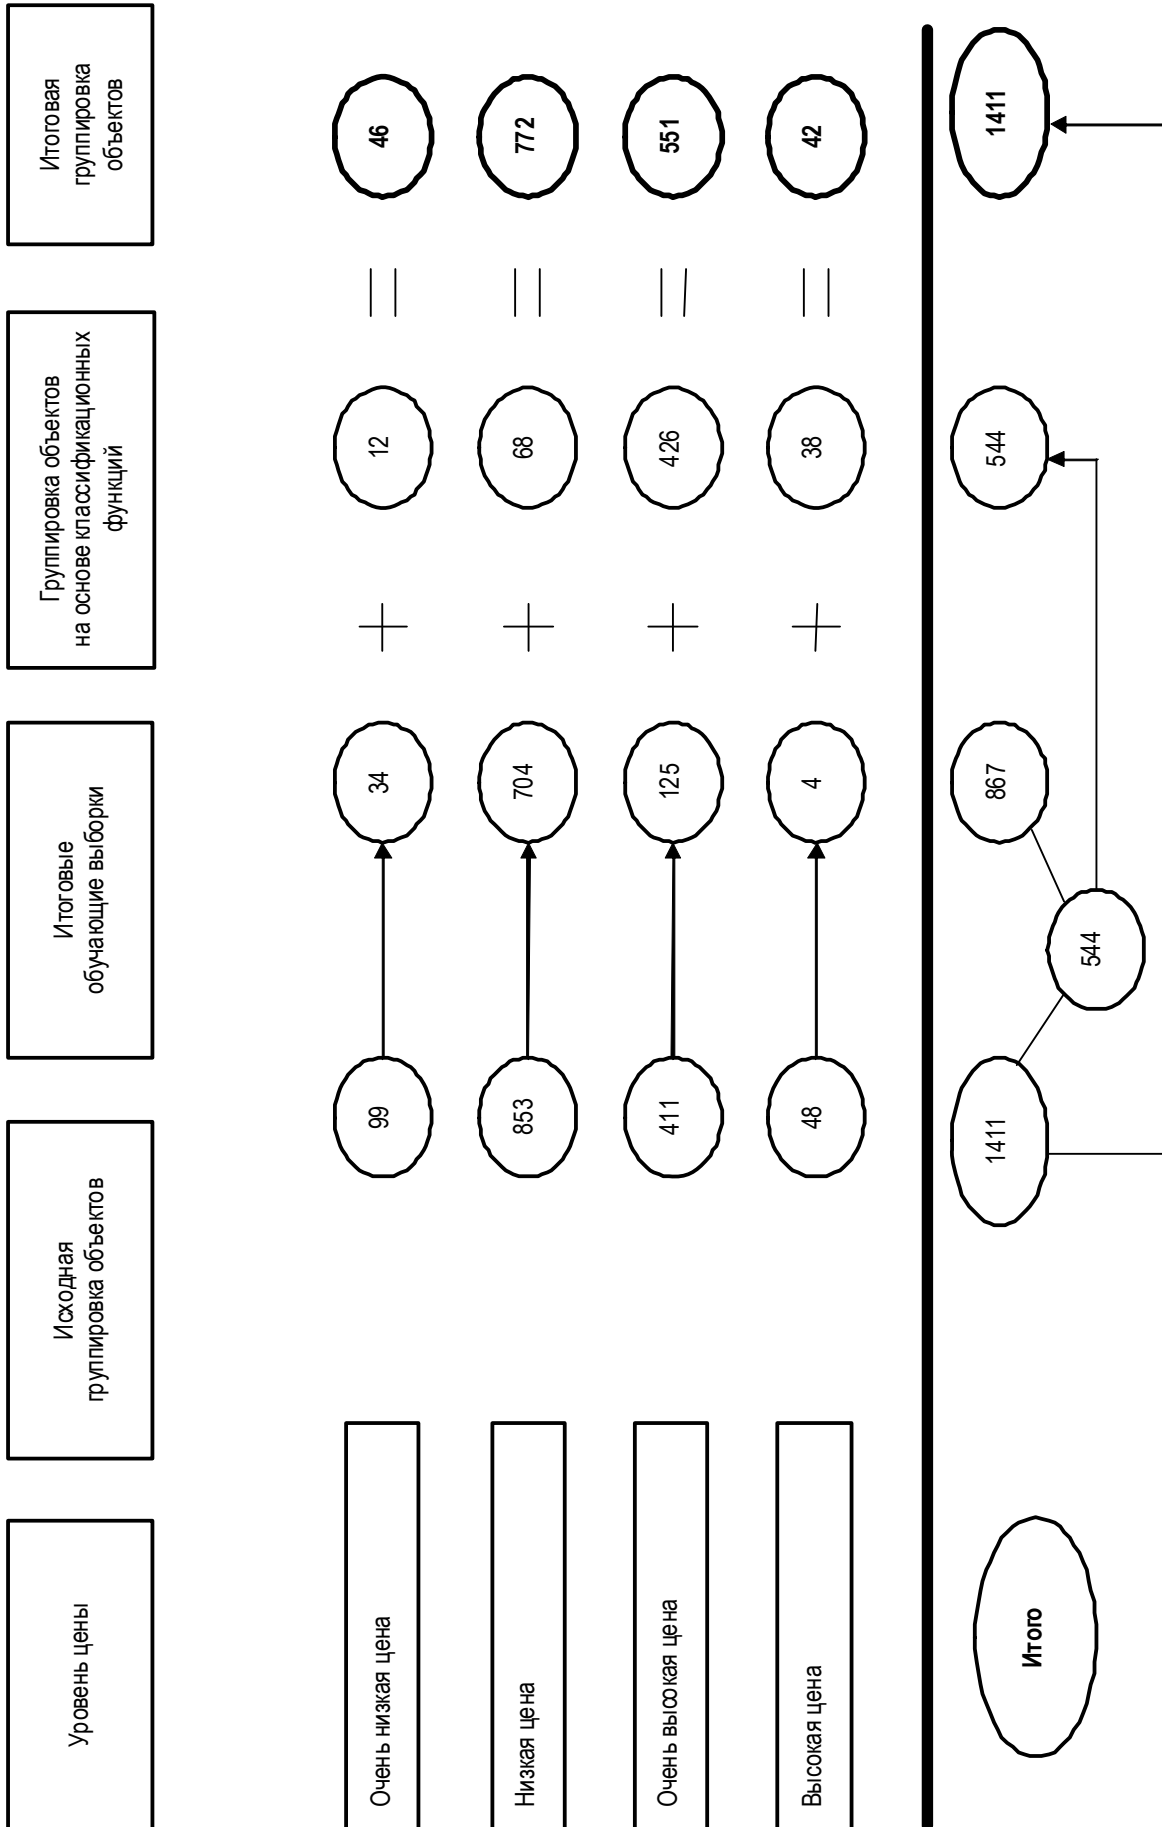 Уровень цены
Исходная
группировка объектов
Итоговые
обучающие выборки
Группировка объектов
на основе классификационных
функций
Итоговая
группировка
объектов
Очень низкая цена
99
34
+
12
=
46
Низкая цена
853
704
+
68
=
772
Очень высокая цена
411
125
+
426
=
551
Высокая цена
48
4
+
38
=
42
Итого
1411
544
867
544
1411